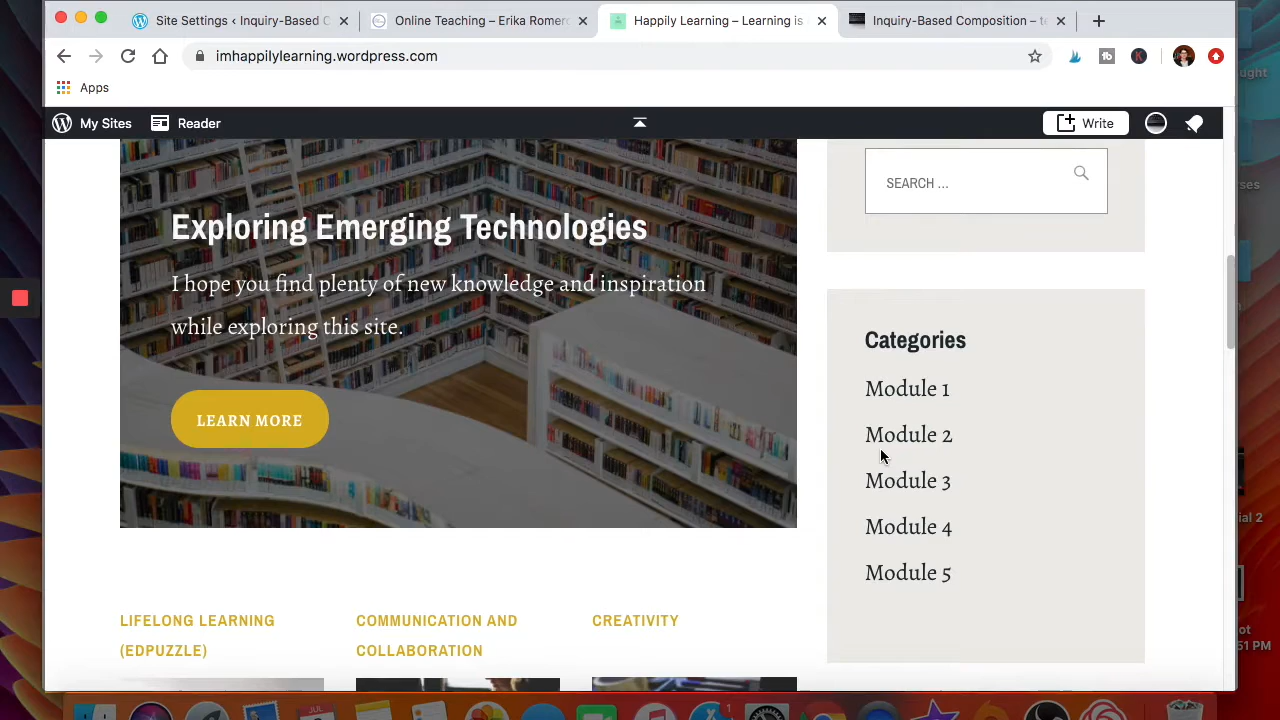 Site Settings ‹ Inquiry-Based C
Online Teaching – Erika Romero
Happily Learning – Learning is
Inquiry-Based Composition – te
imhappilylearning.wordpress.com
Apps
My Sites
Reader
Write
SEARCH ...
Exploring Emerging Technologies
I hope you find plenty of new knowledge and inspiration
while exploring this site.
LEARN MORE
Categories
Module 1
Module 2
Module 3
Module 4
Module 5
LIFELONG LEARNING
(EDPUZZLE)
COMMUNICATION AND
COLLABORATION
CREATIVITY
JUL